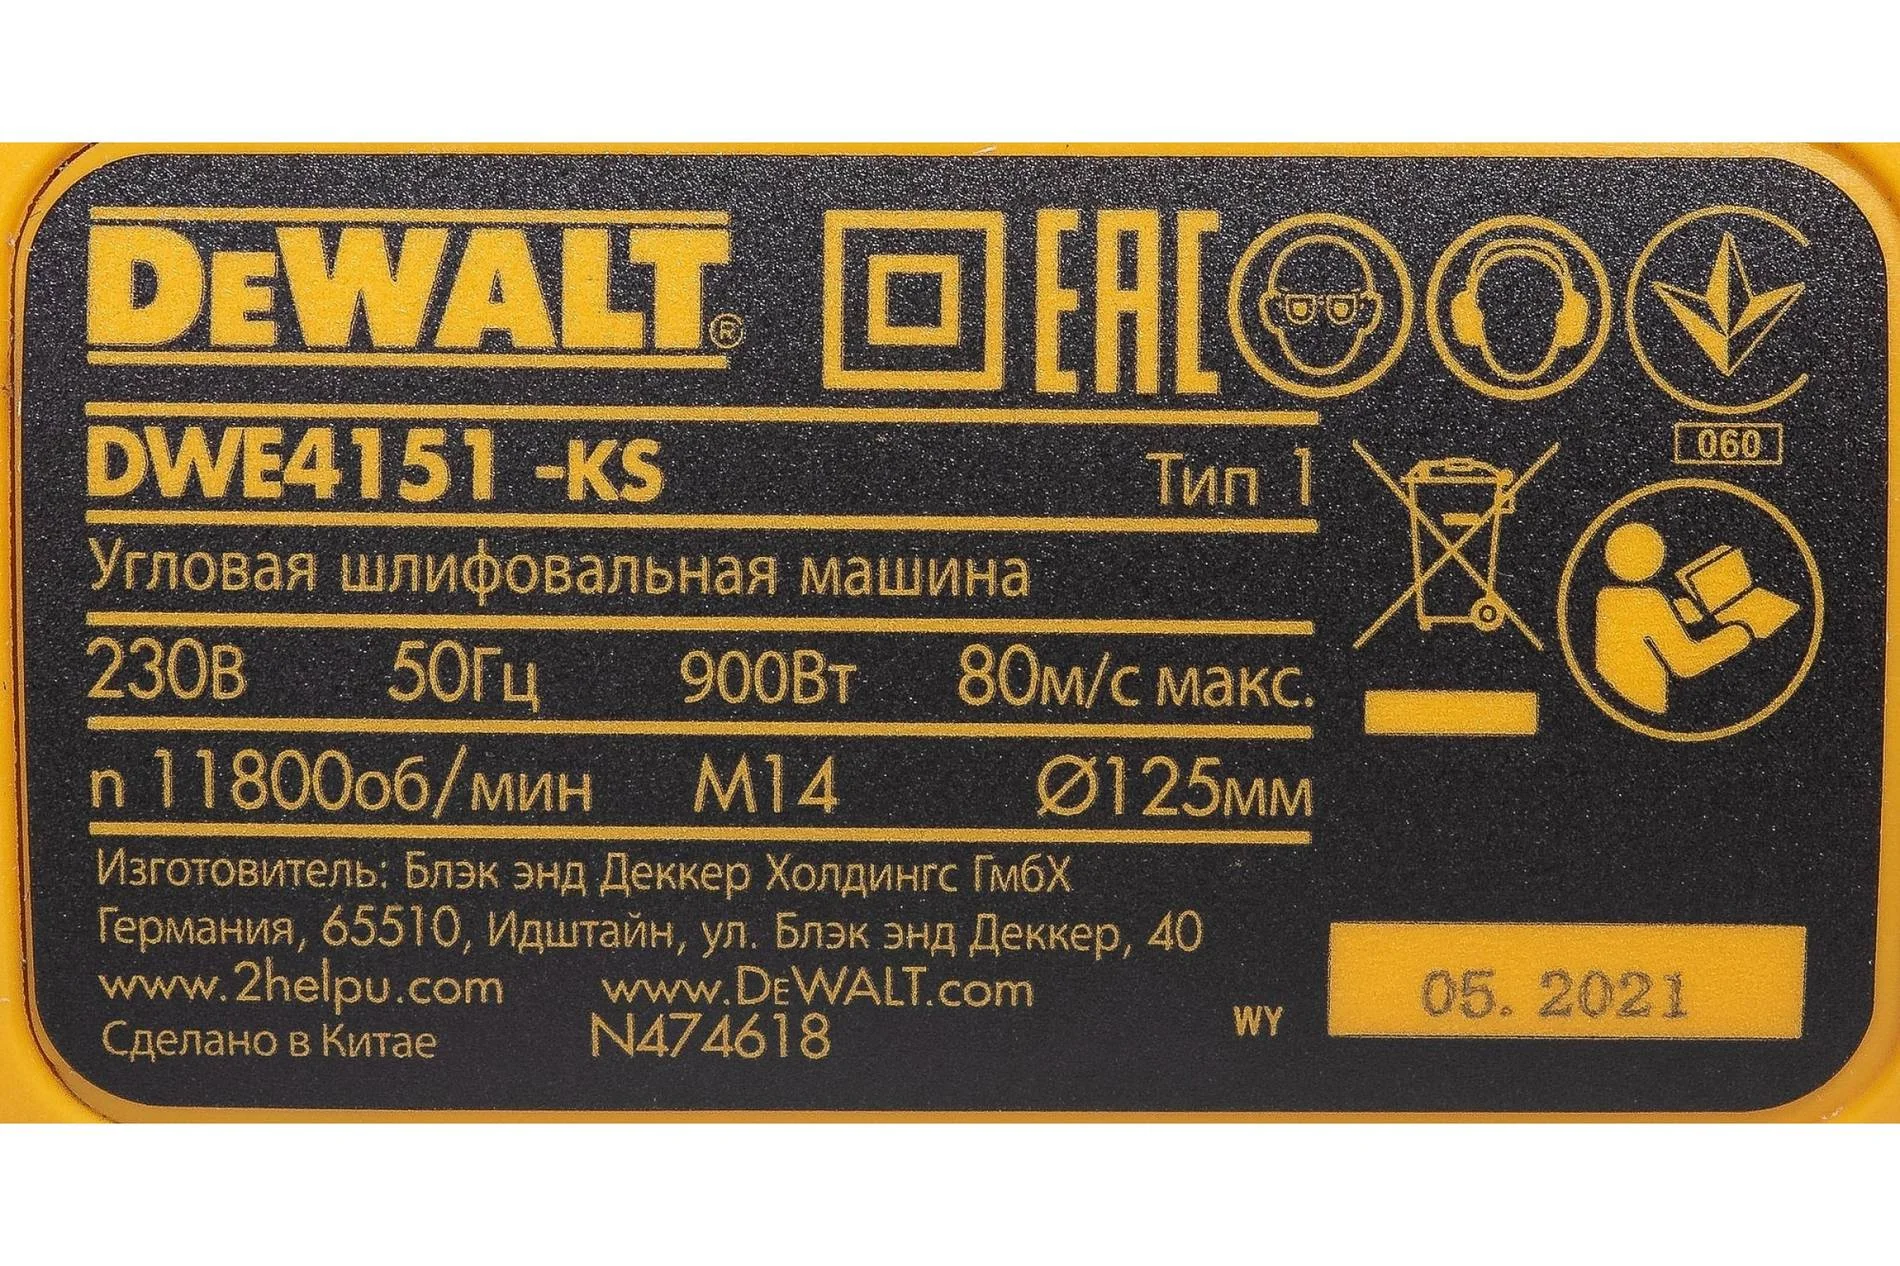 DEWALT®
EAC
DWE4151 -KS Тип 1
060
Угловая шлифовальная машина
230В 50Гц 900Вт 80м/с макс.
n 11800об/мин M14 Ø125мм
Изготовитель: Блэк энд Деккер Холдингс ГмбХ
Германия, 65510, Идштайн, ул. Блэк энд Деккер, 40
www.2helpu.com www.DEWALT.com
Сделано в Китае N474618
WY 05. 2021